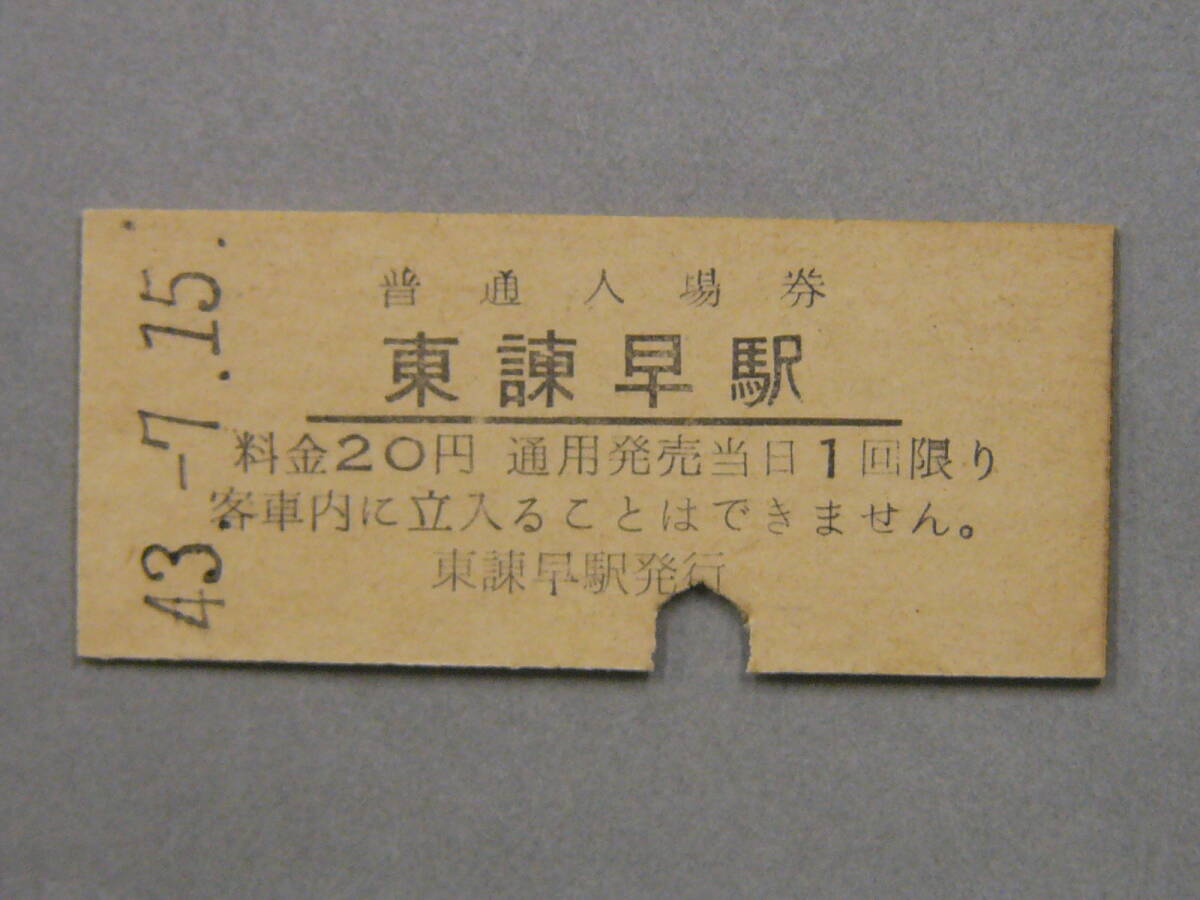 普通入場券
東諫早駅
料金20円 通用発売当日1回限り
客車内に立入ることはできません。
東諫早駅発行
43.-7.15.